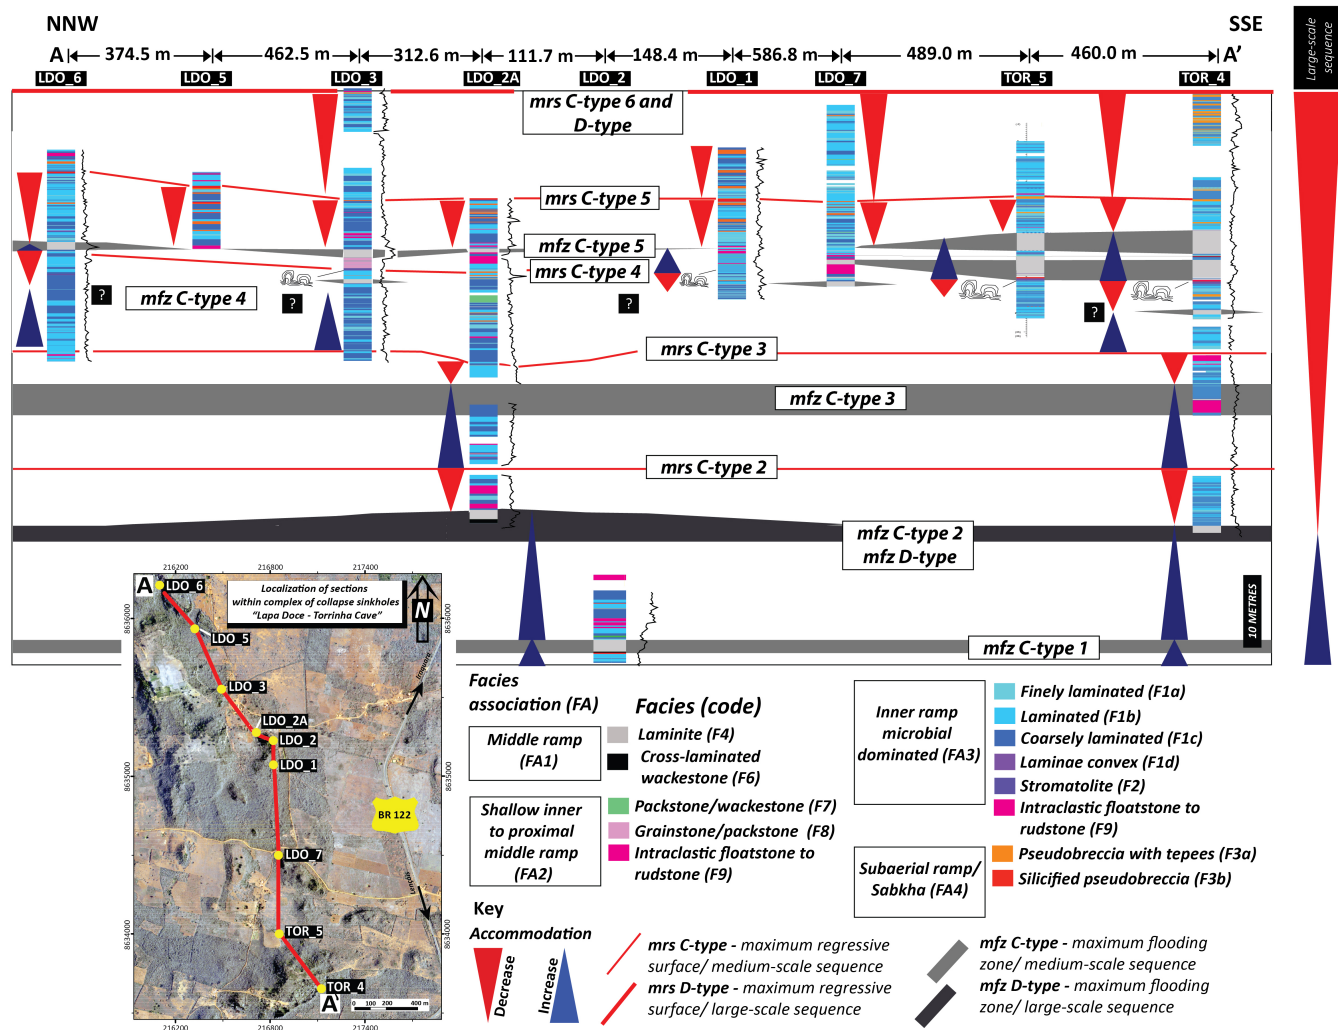 NNW
SSE
A
374.5 m
462.5 m
312.6 m
111.7 m
148.4 m
586.8 m
489.0 m
460.0 m
A'
LDO_6
LDO_5
LDO_3
LDO_2A
LDO_2
LDO_1
LDO_7
TOR_5
TOR_4
Large-scale
sequence
mrs C-type 6 and
D-type
mrs C-type 5
mfz C-type 5
mrs C-type 4
mfz C-type 4
?
?
?
?
mrs C-type 3
mfz C-type 3
mrs C-type 2
mfz C-type 2
mfz D-type
mfz C-type 1
10 METRES
216200
216800
217400
A
LDO_6
Localization of sections
within complex of collapse sinkholes
"Lapa Doce - Torrinha Cave"
N
8636000
8636000
LDO_5
LDO_3
Iraquara
LDO_2A
LDO_2
LDO_1
8635000
8635000
BR 122
LDO_7
Lençóis
TOR_5
8634000
8634000
TOR_4
A'
0 100 200 400 m
216200
216800
217400
Facies
association (FA)
Facies (code)
Middle ramp
(FA1)
Laminite (F4)
Cross-laminated
wackestone (F6)
Shallow inner
to proximal
middle ramp
(FA2)
Packstone/wackestone (F7)
Grainstone/packstone (F8)
Intraclastic floatstone to
rudstone (F9)
Inner ramp
microbial
dominated (FA3)
Finely laminated (F1a)
Laminated (F1b)
Coarsely laminated (F1c)
Laminae convex (F1d)
Stromatolite (F2)
Intraclastic floatstone to
rudstone (F9)
Subaerial ramp/
Sabkha (FA4)
Pseudobreccia with tepees (F3a)
Silicified pseudobreccia (F3b)
Key
Accommodation
Decrease
Increase
mrs C-type - maximum regressive
surface/ medium-scale sequence
mrs D-type - maximum regressive
surface/ large-scale sequence
mfz C-type - maximum flooding
zone/ medium-scale sequence
mfz D-type - maximum flooding
zone/ large-scale sequence